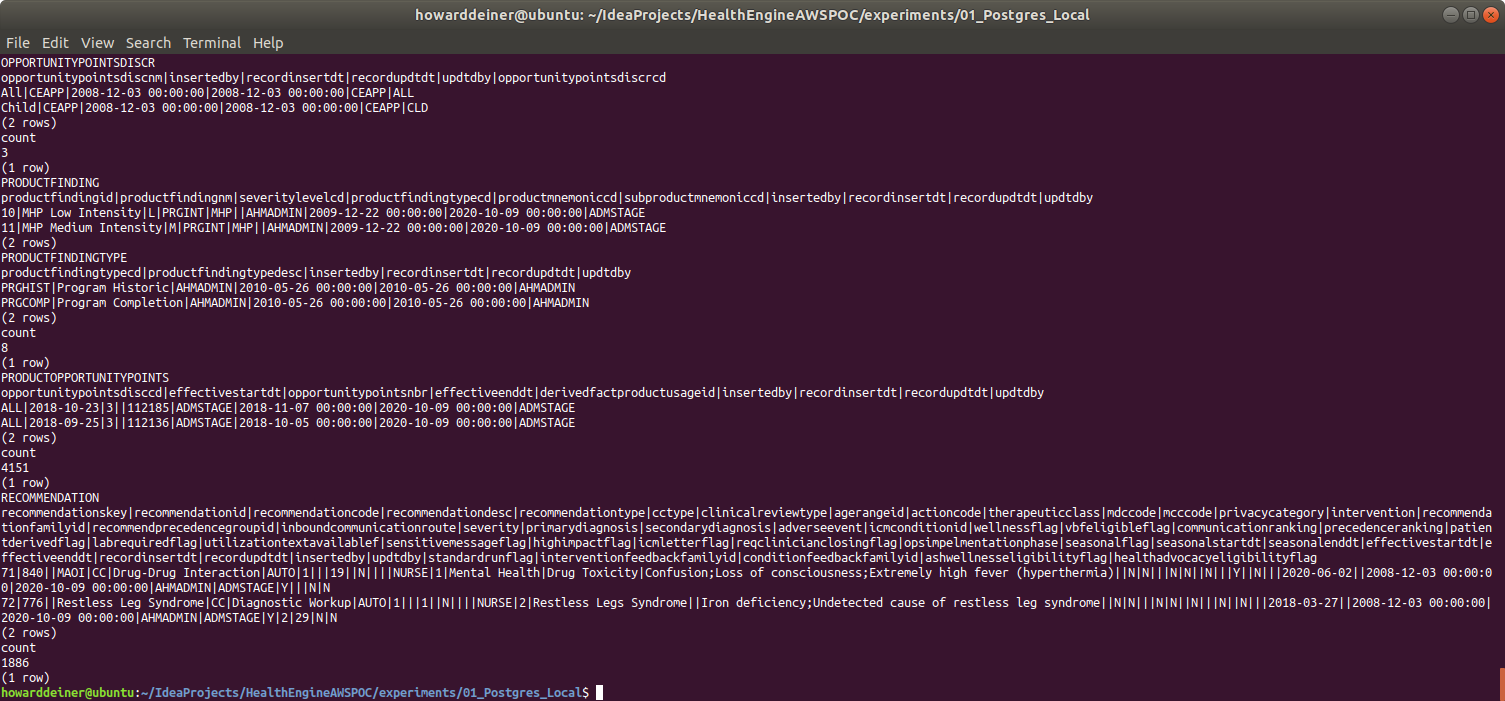 howarddeiner@ubuntu: ~/IdeaProjects/HealthEngineAWSPOC/experiments/01_Postgres_Local
File Edit View Search Terminal Help
OPPORTUNITYPOINTSDISCR
opportunitypointsdiscnm|insertedby|recordinsertdt|recordupdtdt|updtdby|opportunitypointsdiscrcd
All|CEAPP|2008-12-03 00:00:00|2008-12-03 00:00:00|CEAPP|ALL
Child|CEAPP|2008-12-03 00:00:00|2008-12-03 00:00:00|CEAPP|CLD
(2 rows)
count
3
(1 row)
PRODUCTFINDING
productfindingid|productfindingnm|severitylevelcd|productfindingtypecd|productmnemoniccd|subproductmnemoniccd|insertedby|recordinsertdt|recordupdtdt|updtdby
10|MHP Low Intensity|L|PRGINT|MHP||AHMADMIN|2009-12-22 00:00:00|2020-10-09 00:00:00|ADMSTAGE
11|MHP Medium Intensity|M|PRGINT|MHP||AHMADMIN|2009-12-22 00:00:00|2020-10-09 00:00:00|ADMSTAGE
(2 rows)
PRODUCTFINDINGTYPE
productfindingtypecd|productfindingtypedesc|insertedby|recordinsertdt|recordupdtdt|updtdby
PRGHIST|Program Historic|AHMADMIN|2010-05-26 00:00:00|2010-05-26 00:00:00|AHMADMIN
PRGCOMP|Program Completion|AHMADMIN|2010-05-26 00:00:00|2010-05-26 00:00:00|AHMADMIN
(2 rows)
count
8
(1 row)
PRODUCTOPPORTUNITYPOINTS
opportunitypointsdisccd|effectivestartdt|opportunitypointsnbr|effectiveenddt|derivedfactproductusageid|insertedby|recordinsertdt|recordupdtdt|updtdby
ALL|2018-10-23|3||112185|ADMSTAGE|2018-11-07 00:00:00|2020-10-09 00:00:00|ADMSTAGE
ALL|2018-09-25|3||112136|ADMSTAGE|2018-10-05 00:00:00|2020-10-09 00:00:00|ADMSTAGE
(2 rows)
count
4151
(1 row)
RECOMMENDATION
recommendationskey|recommendationid|recommendationcode|recommendationdesc|recommendationtype|cctype|clinicalreviewtype|agerangeid|actioncode|therapeuticclass|mdccode|mcccode|privacycategory|intervention|recommenda
tionfamilyid|recommendprecedencegroupid|inboundcommunicationroute|severity|primarydiagnosis|secondarydiagnosis|adverseevent|icmconditionid|wellnessflag|vbfeligibleflag|communicationranking|precedenceranking|patien
tderivedflag|labrequiredflag|utilizationtextavailablef|sensitivemessageflag|highimpactflag|icmletterflag|reqclinicianclosingflag|opsimpelmentationphase|seasonalflag|seasonalstartdt|seasonalenddt|effectivestartdt|e
ffectiveenddt|recordinsertdt|recordupdtdt|insertedby|updtdby|standardrunflag|interventionfeedbackfamilyid|conditionfeedbackfamilyid|ashwellnesseligibilityflag|healthadvocacyeligibilityflag
71|840||MAOI|CC|Drug-Drug Interaction|AUTO|1|||19||N||||NURSE|1|Mental Health|Drug Toxicity|Confusion;Loss of consciousness;Extremely high fever (hyperthermia)||N|N|||N|N||N|||Y||N|||2020-06-02||2008-12-03 00:00:0
0|2020-10-09 00:00:00|AHMADMIN|ADMSTAGE|Y|||N|N
72|776||Restless Leg Syndrome|CC|Diagnostic Workup|AUTO|1|||1||N||||NURSE|2|Restless Legs Syndrome||Iron deficiency;Undetected cause of restless leg syndrome||N|N|||N|N||N|||N||N|||2018-03-27||2008-12-03 00:00:00|
2020-10-09 00:00:00|AHMADMIN|ADMSTAGE|Y|2|29|N|N
(2 rows)
count
1886
(1 row)
howarddeiner@ubuntu:~/IdeaProjects/HealthEngineAWSPOC/experiments/01_Postgres_Local$